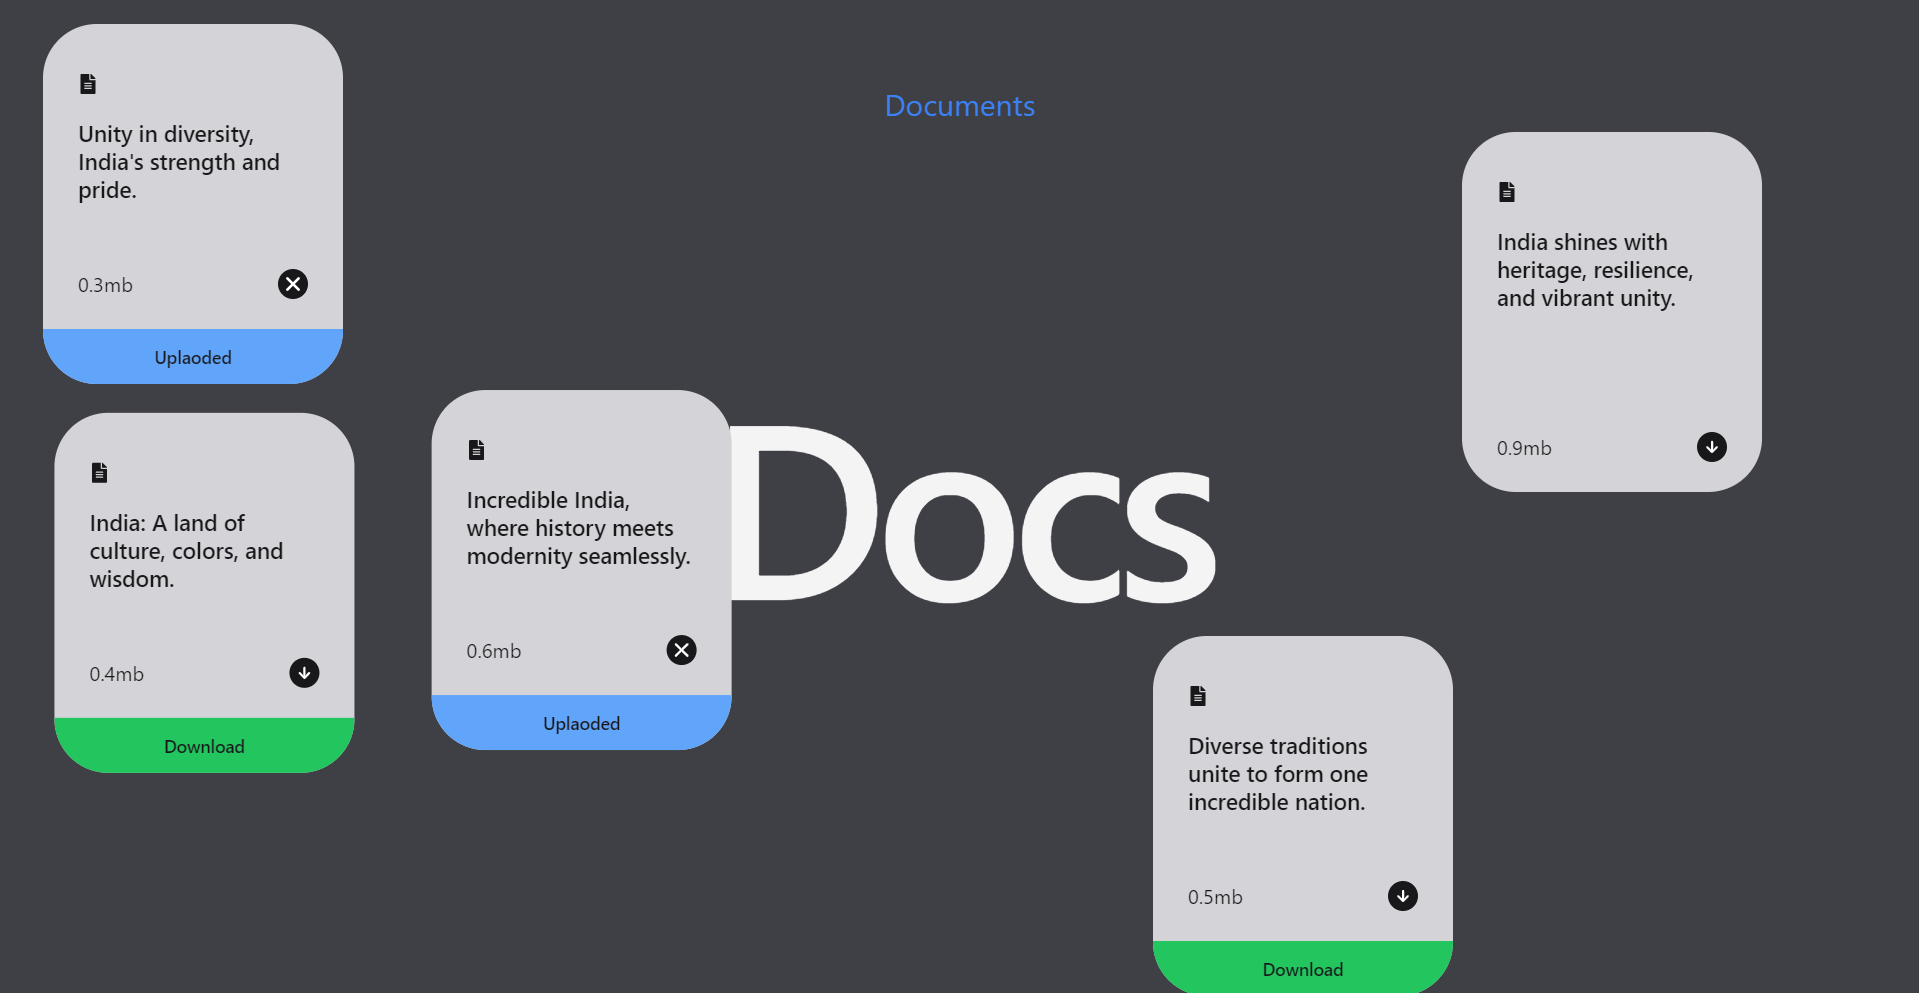 Documents
Unity in diversity,
India's strength and
pride.
0.3mb
Uplaoded
India: A land of
culture, colors, and
wisdom.
0.4mb
Download
Incredible India,
where history meets
modernity seamlessly.
0.6mb
Uplaoded
Docs
India shines with
heritage, resilience,
and vibrant unity.
0.9mb
Diverse traditions
unite to form one
incredible nation.
0.5mb
Download